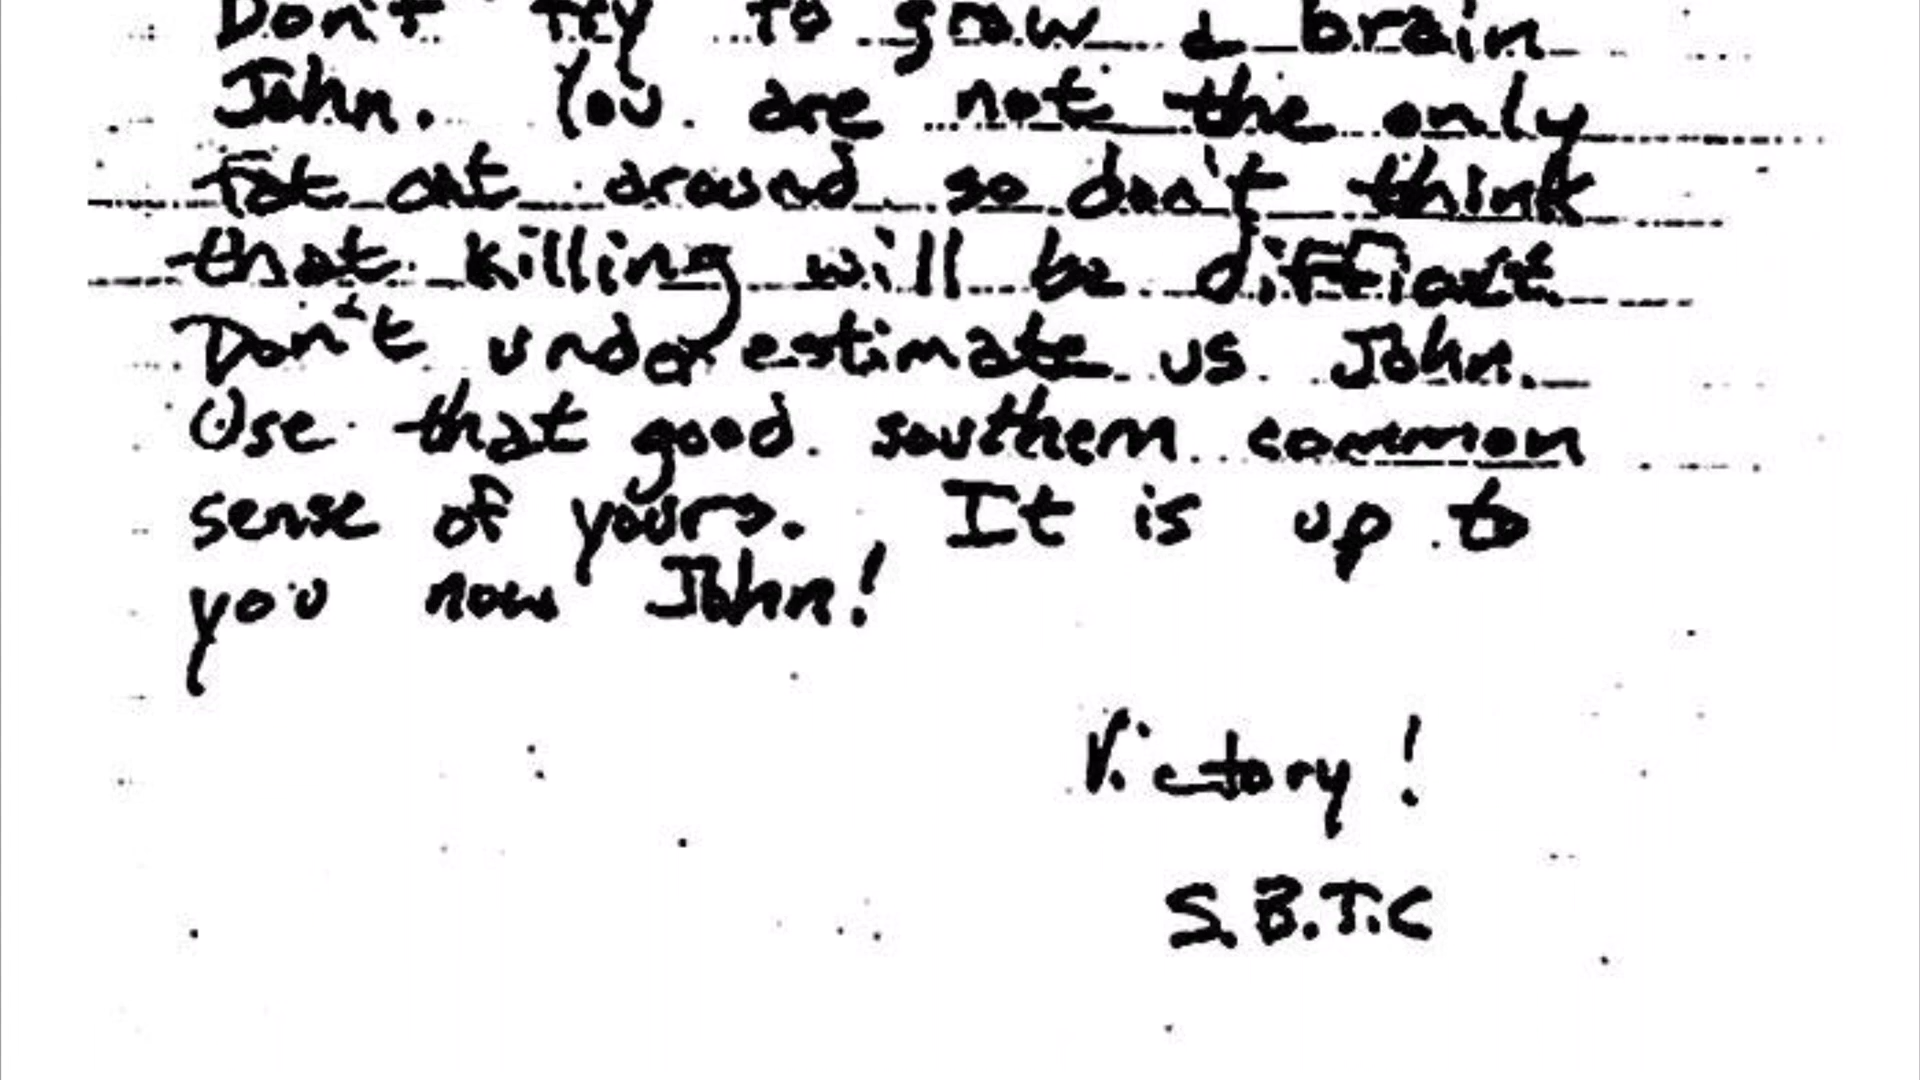 Don't try to grow a brain
John. You are not the only
fat cat around so don't think
that killing will be difficult.
Don't underestimate us John.
Use that good southern common
sense of yours. It is up to
you now John!
Victory!
S.B.T.C